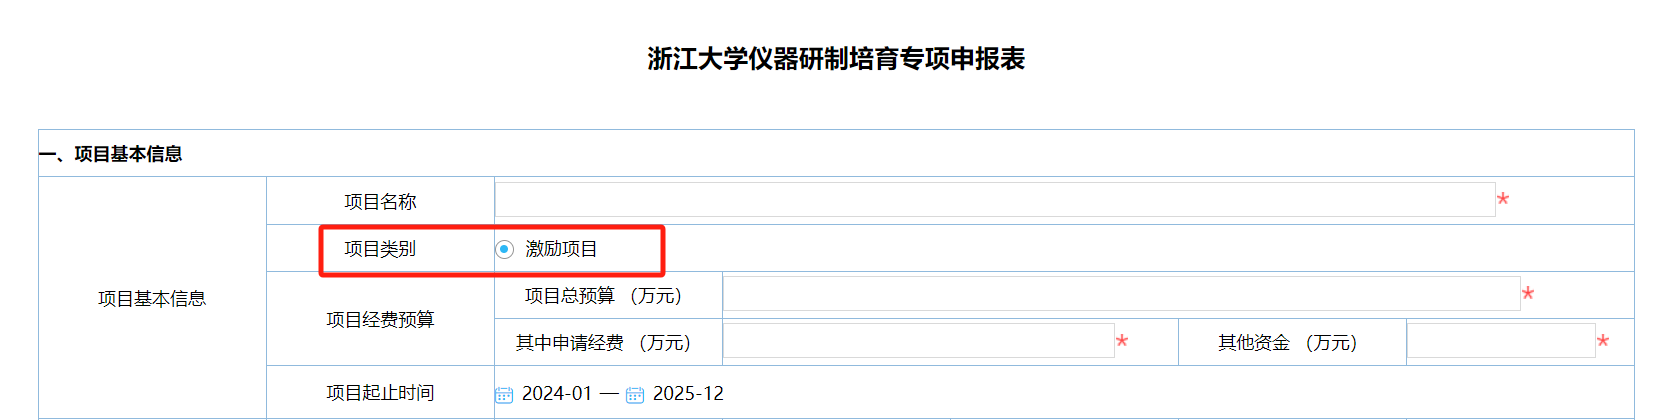 浙江大学仪器研制培育专项申报表
一、项目基本信息
项目基本信息
项目名称 *
项目类别 激励项目
项目经费预算
项目总预算 （万元） *
其中申请经费 （万元） * 其他资金 （万元） *
项目起止时间 2024-01 — 2025-12